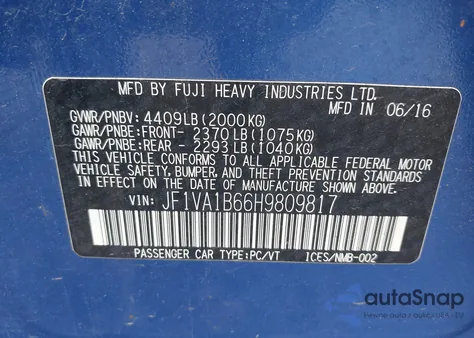 MFD BY FUJI HEAVY INDUSTRIES LTD.
MFD IN 06/16
GVWR/PNBV: 4409LB (2000KG)
GAWR/PNBE:FRONT- 2370 LB (1075KG)
GAWR/PNBE:REAR - 2293 LB (1040KG)
THIS VEHICLE CONFORMS TO ALL APPLICABLE FEDERAL MOTOR
VEHICLE SAFETY, BUMPER, AND THEFT PREVENTION STANDARDS
IN EFFECT ON THE DATE OF MANUFACTURE SHOWN ABOVE.
VIN: JF1VA1B66H9809817
PASSENGER CAR TYPE:PC/VT ICES/NMB-002
autoSnap